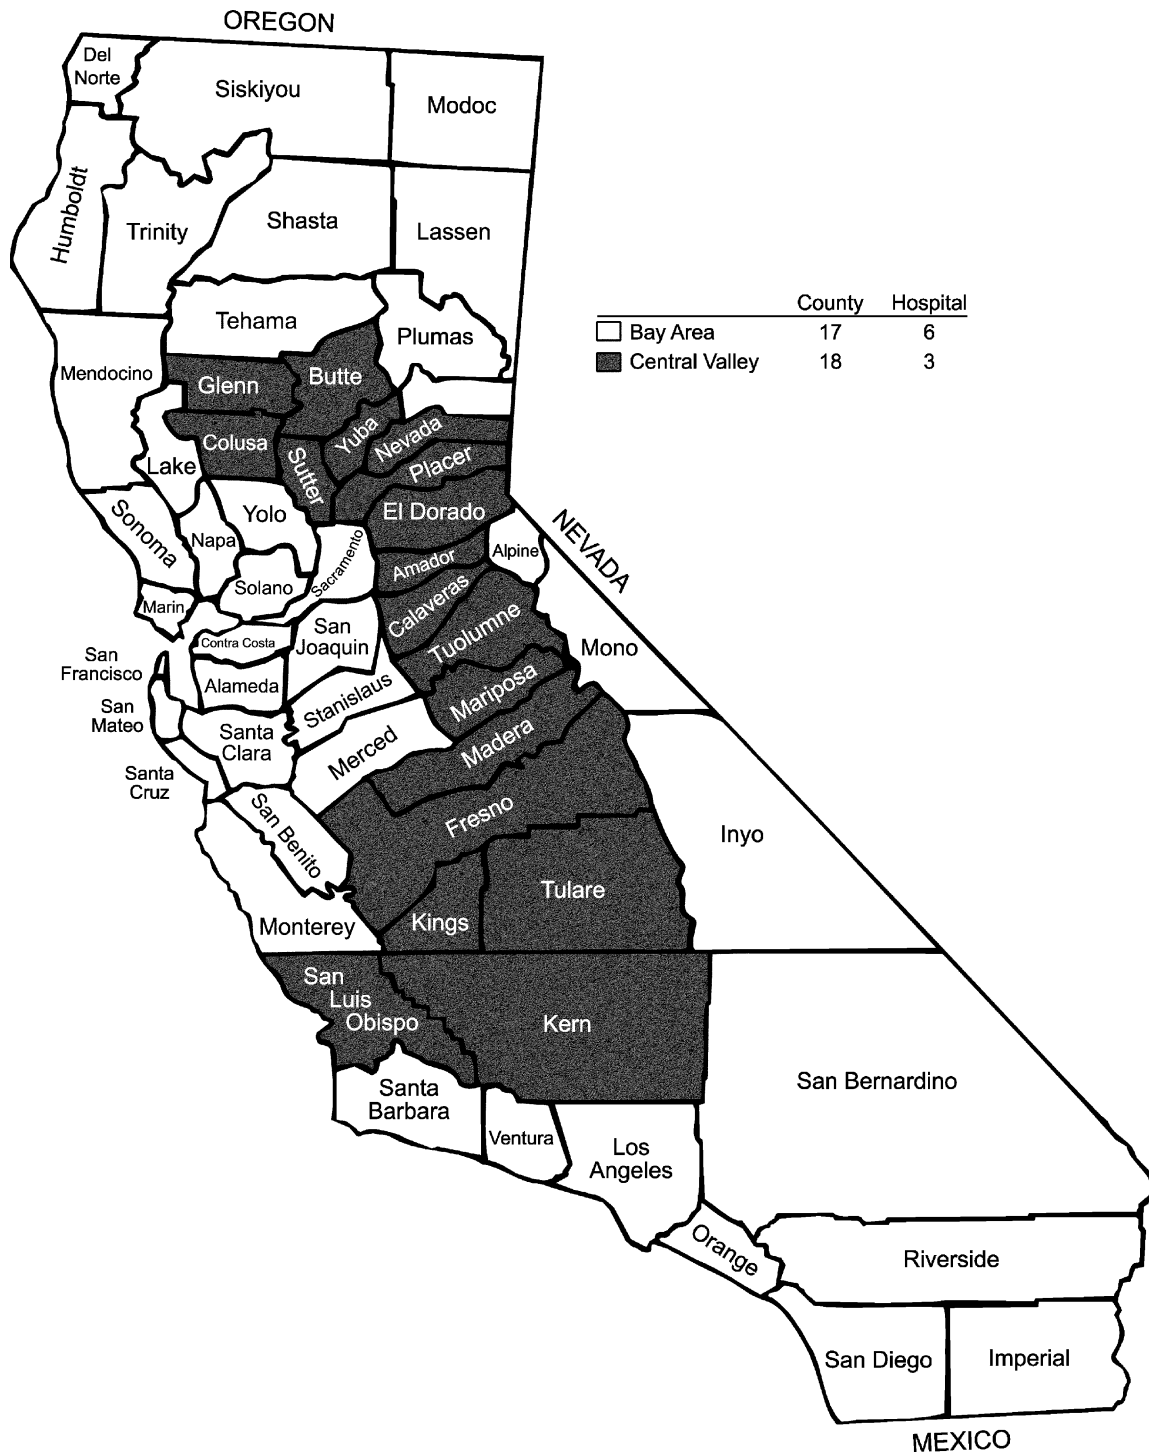 OREGON
Del
Norte
Siskiyou
Modoc
Humboldt
Trinity
Shasta
Lassen
County Hospital
Bay Area 17 6
Central Valley 18 3
Tehama
Plumas
Mendocino
Glenn
Butte
Colusa
Lake
Sutter
Yuba
Nevada
Placer
El Dorado
Sonoma
Napa
Yolo
Sacramento
Amador
Alpine
NEVADA
Solano
Marin
Calaveras
Tuolumne
Mono
Contra Costa
San
Joaquin
San
Francisco
Alameda
Stanislaus
Mariposa
San
Mateo
Santa
Clara
Merced
Madera
Santa
Cruz
San Benito
Fresno
Inyo
Monterey
Kings
Tulare
San
Luis
Obispo
Kern
San Bernardino
Santa
Barbara
Ventura
Los
Angeles
Orange
Riverside
San Diego
Imperial
MEXICO